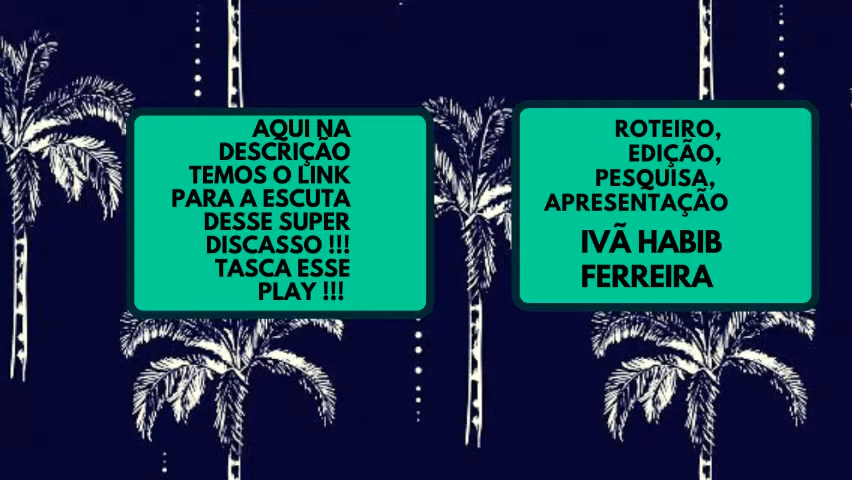 AQUI NA
DESCRIÇÃO
TEMOS O LINK
PARA A ESCUTA
DESSE SUPER
DISCASSO !!!
TASCA ESSE
PLAY !!!
ROTEIRO,
EDIÇÃO,
PESQUISA,
APRESENTAÇÃO
IVÃ HABIB
FERREIRA